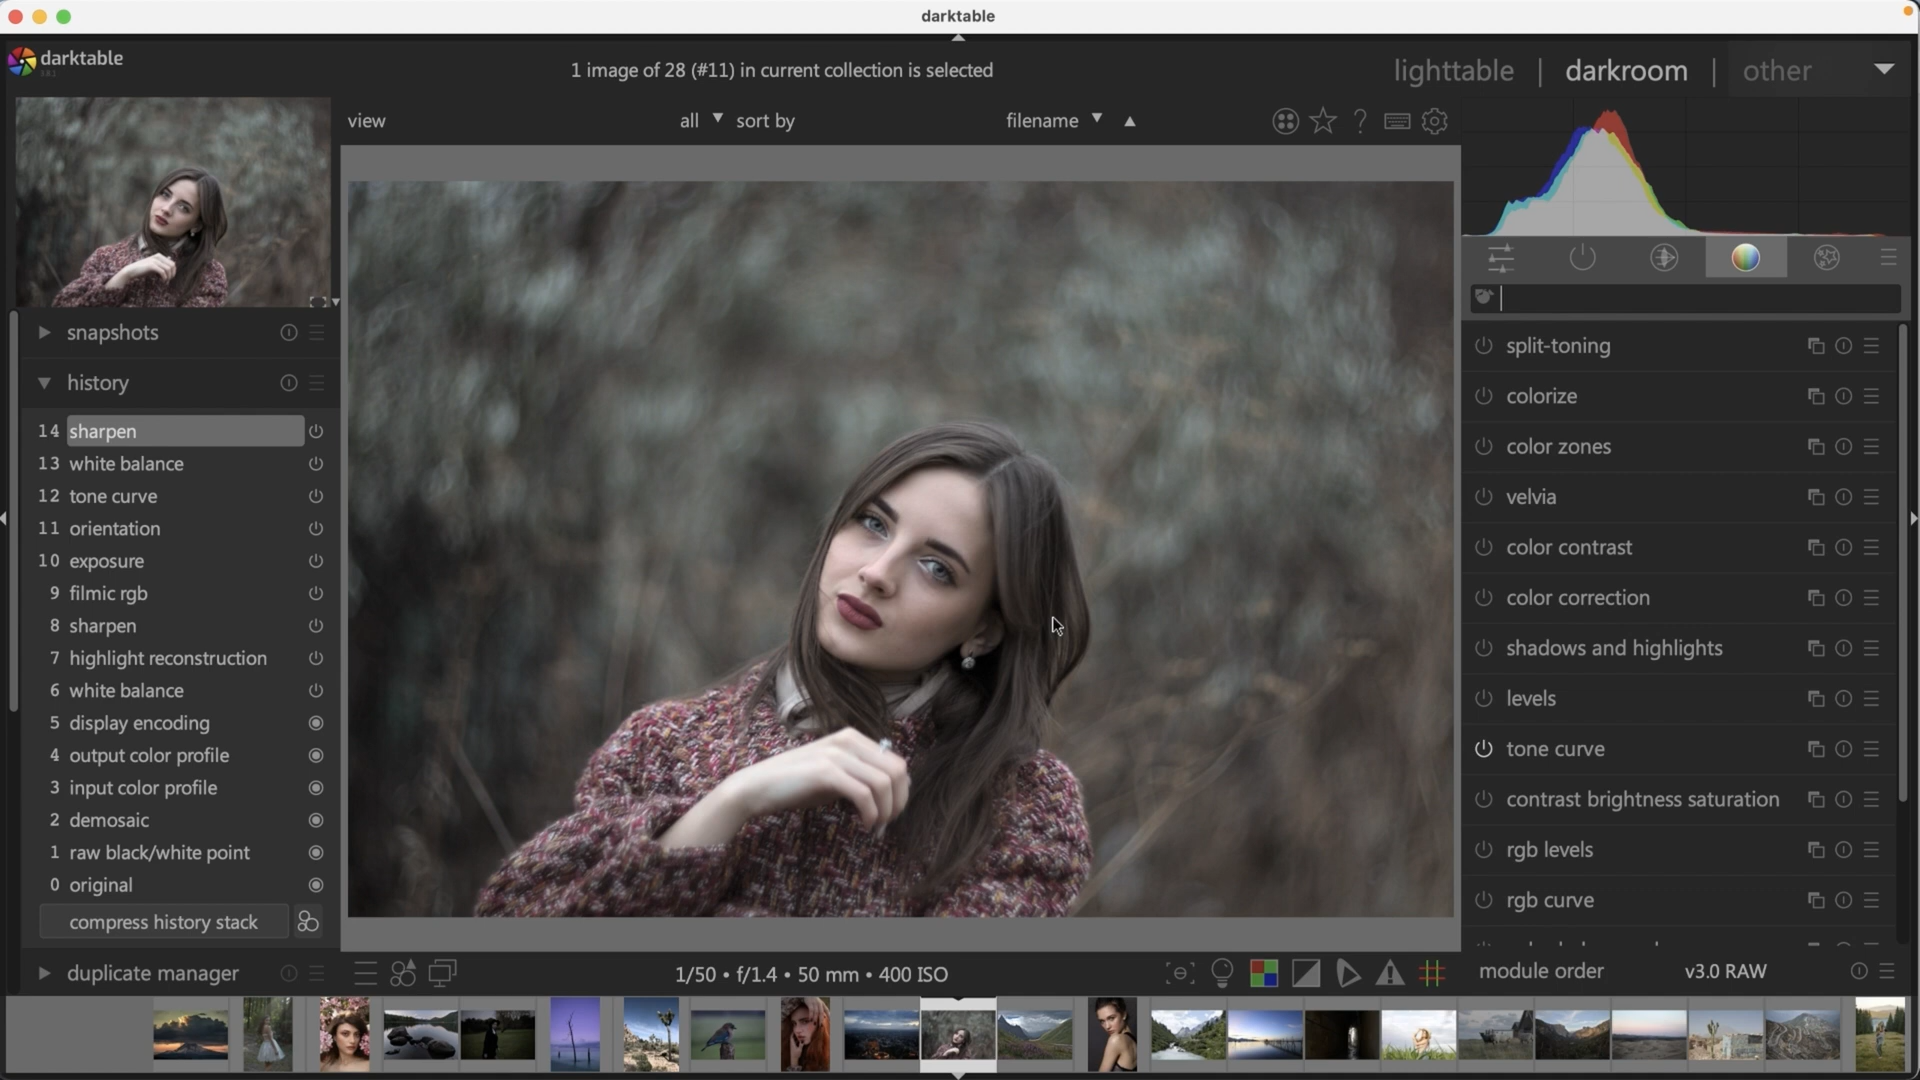 darktable
darktable
1 image of 28 (#11) in current collection is selected
lighttable | darkroom | other
view all sort by filename
snapshots
history
14 sharpen
13 white balance
12 tone curve
11 orientation
10 exposure
9 filmic rgb
8 sharpen
7 highlight reconstruction
6 white balance
5 display encoding
4 output color profile
3 input color profile
2 demosaic
1 raw black/white point
0 original
compress history stack
duplicate manager
1/50 • f/1.4 • 50 mm • 400 ISO
split-toning
colorize
color zones
velvia
color contrast
color correction
shadows and highlights
levels
tone curve
contrast brightness saturation
rgb levels
rgb curve
module order v3.0 RAW